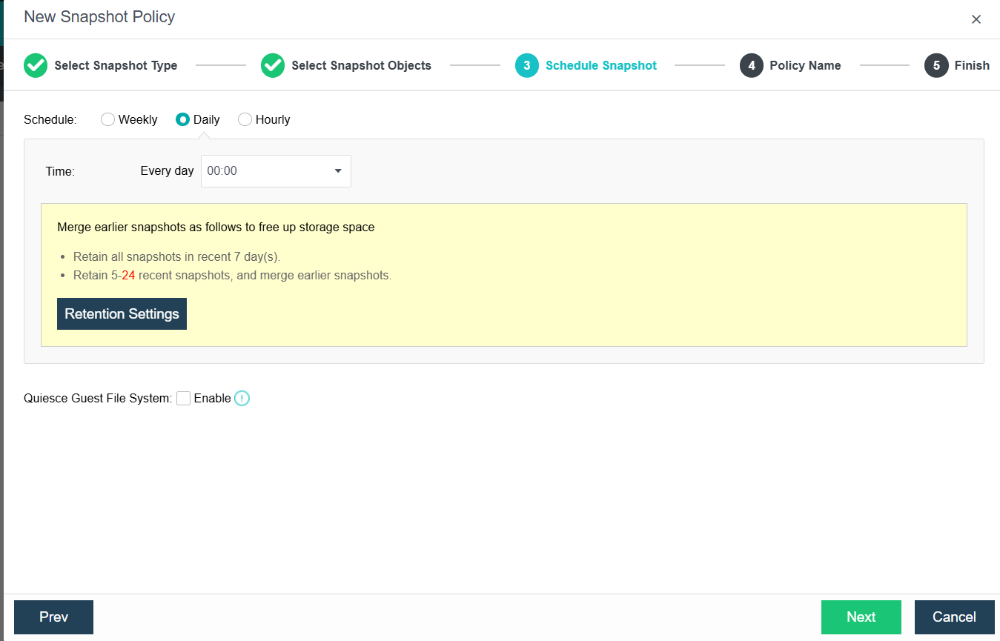 New Snapshot Policy
Select Snapshot Type
Select Snapshot Objects
3 Schedule Snapshot
4 Policy Name
5 Finish
Schedule: Weekly Daily Hourly
Time: Every day 00:00
Merge earlier snapshots as follows to free up storage space
• Retain all snapshots in recent 7 day(s).
• Retain 5-24 recent snapshots, and merge earlier snapshots.
Retention Settings
Quiesce Guest File System: Enable
Prev
Next
Cancel